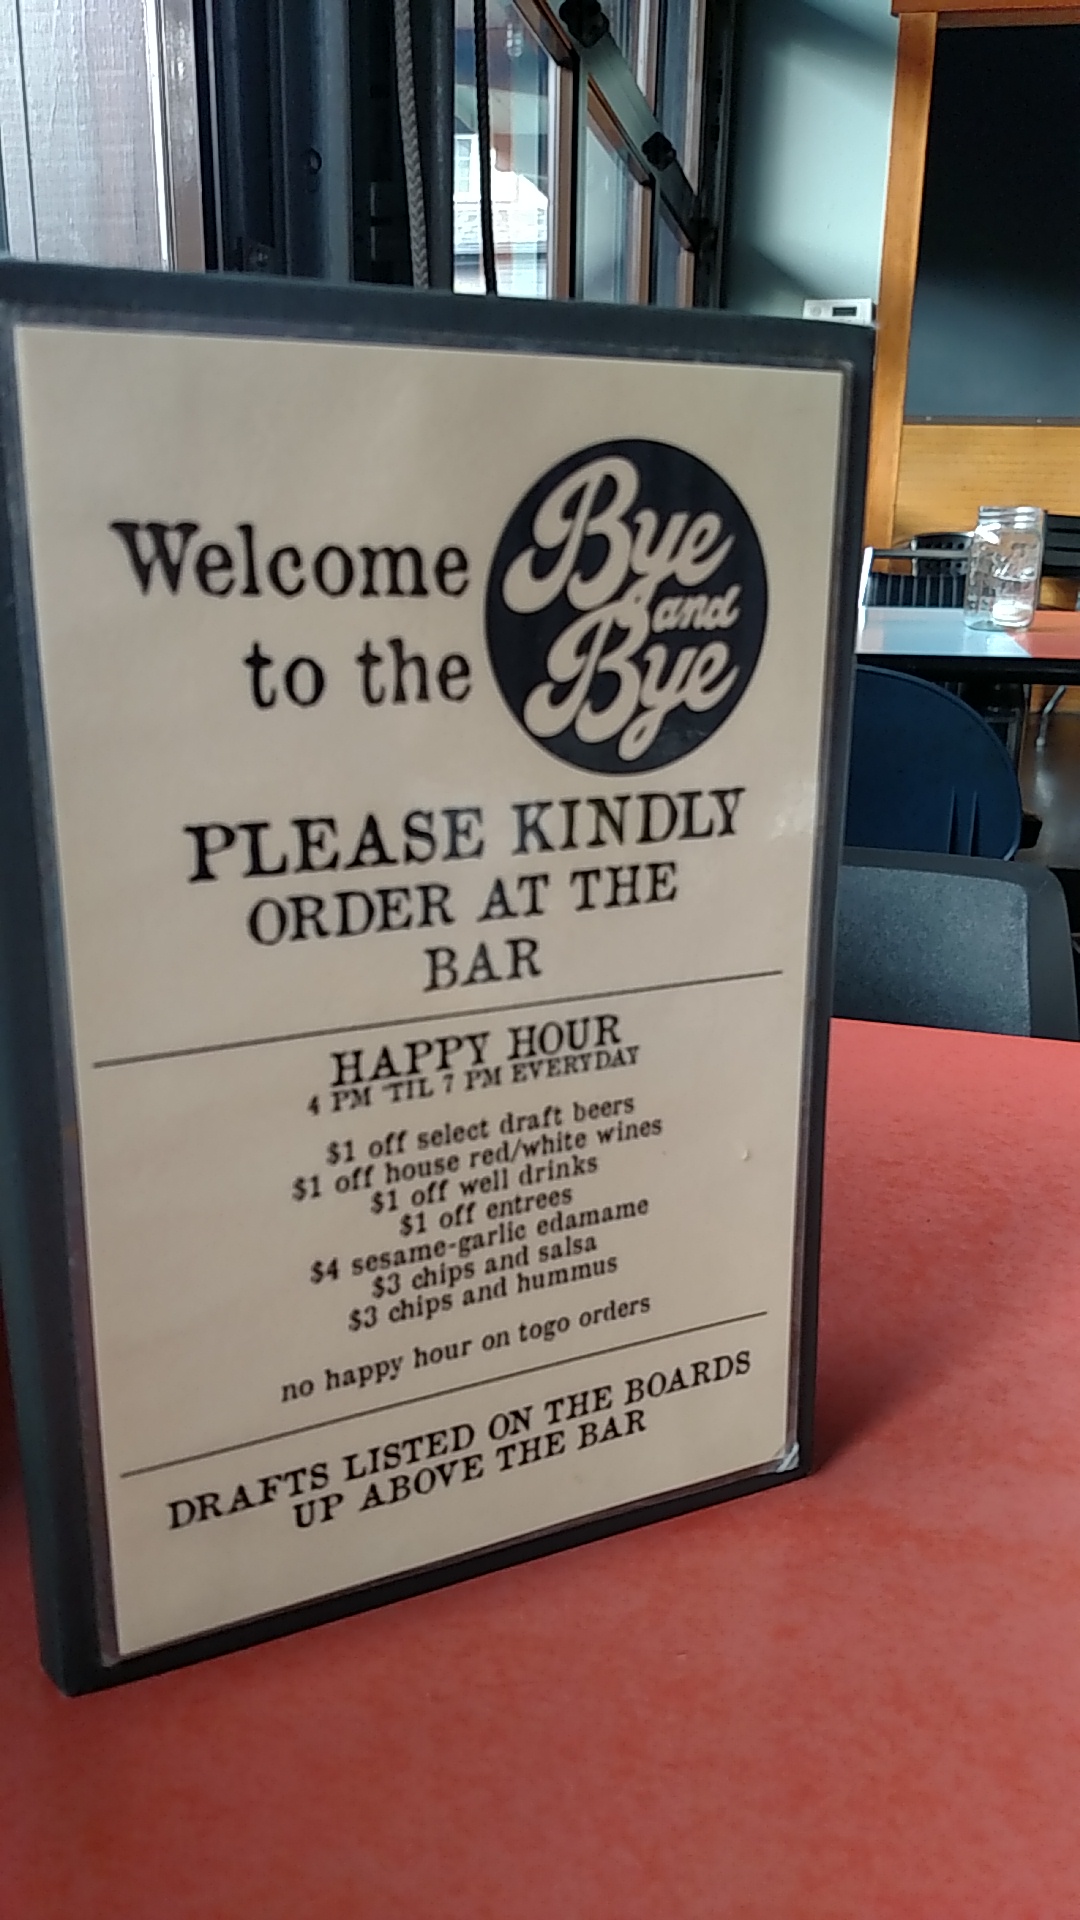 Welcome
to the
Bye
and
Bye
PLEASE KINDLY
ORDER AT THE
BAR
HAPPY HOUR
4 PM 'TIL 7 PM EVERYDAY
$1 off select draft beers
$1 off house red/white wines
$1 off well drinks
$1 off entrees
$4 sesame-garlic edamame
$3 chips and salsa
$3 chips and hummus
no happy hour on togo orders
DRAFTS LISTED ON THE BOARDS
UP ABOVE THE BAR